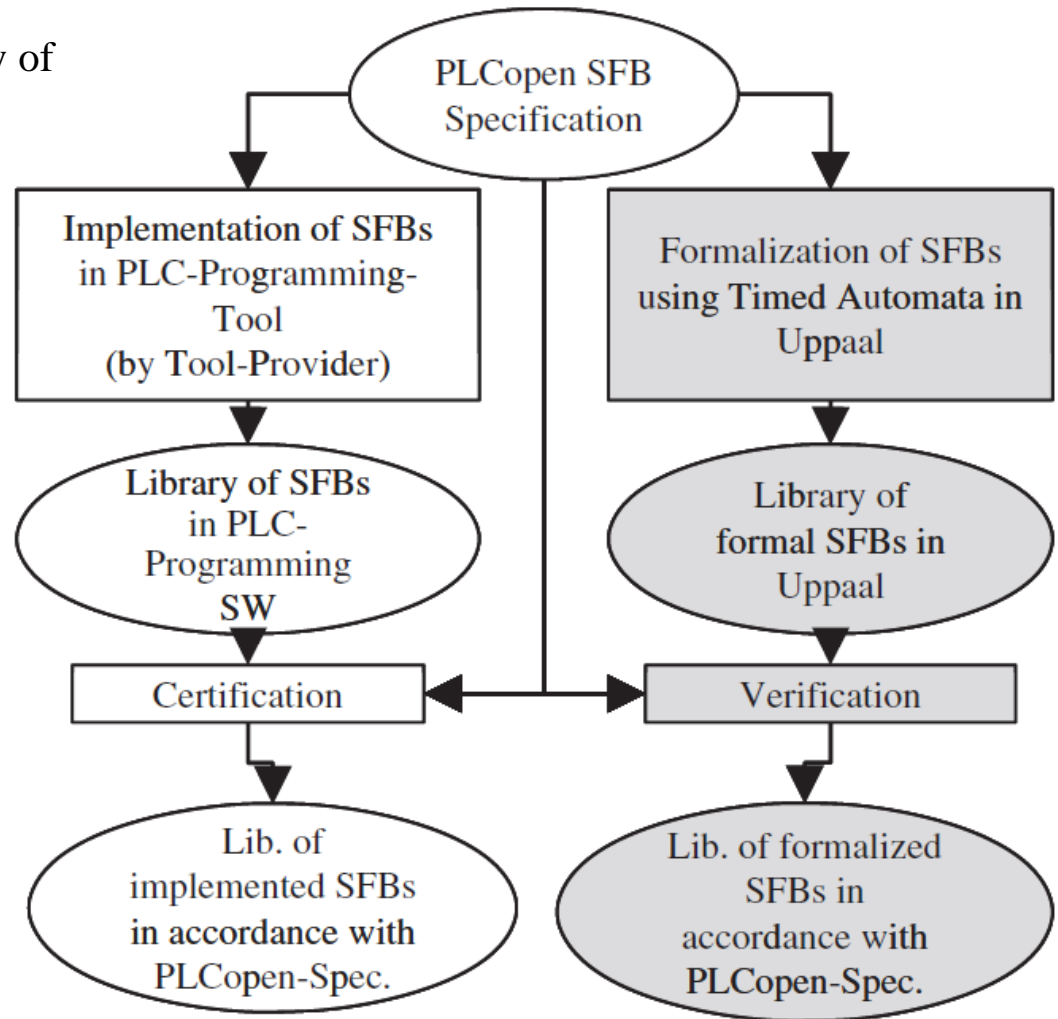 y of
PLCopen SFB
Specification
Implementation of SFBs
in PLC-Programming-
Tool
(by Tool-Provider)
Formalization of SFBs
using Timed Automata in
Uppaal
Library of SFBs
in PLC-
Programming
SW
Library of
formal SFBs in
Uppaal
Certification
Verification
Lib. of
implemented SFBs
in accordance with
PLCopen-Spec.
Lib. of formalized
SFBs in
accordance with
PLCopen-Spec.